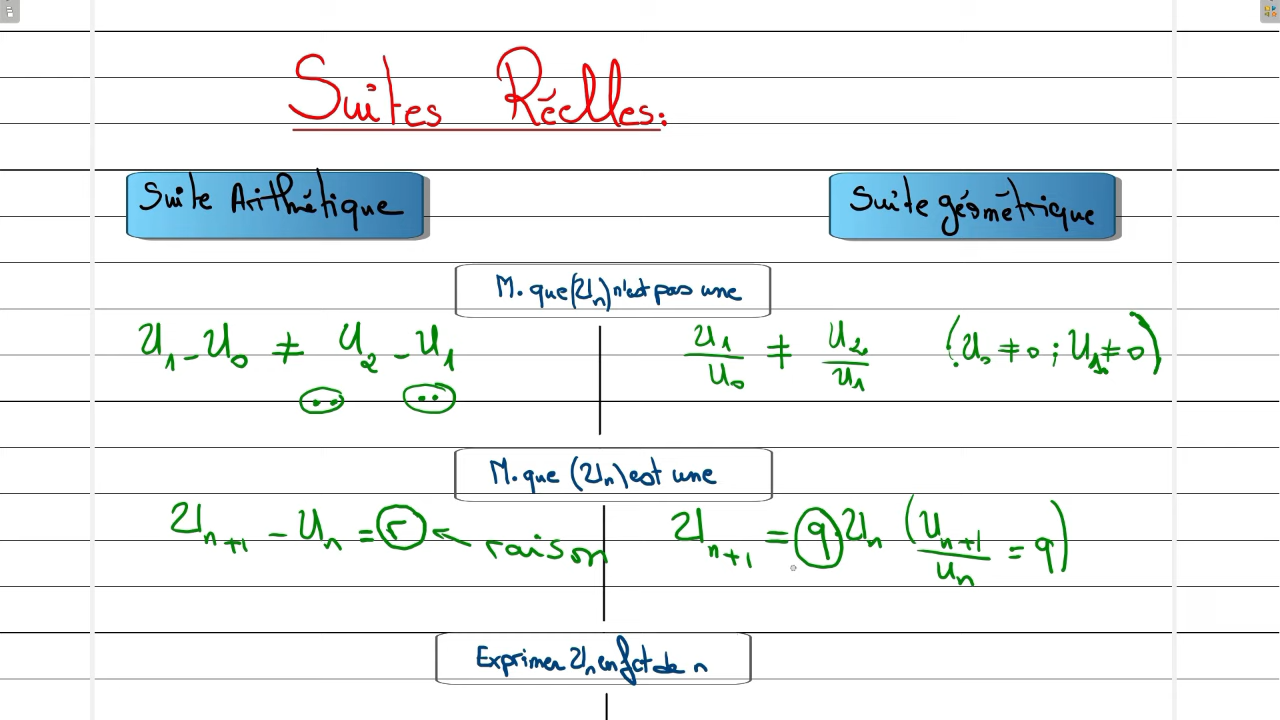 Suites Réelles:
Suite Arithmétique
Suite géométrique
M. que (Un) n'est pas une
U1 - U0 ≠ U2 - U1
U1/U0 ≠ U2/U1 (U0 ≠ 0 ; U1 ≠ 0)
M. que (Un) est une
Un+1 - Un = r ← raison
Un+1 = q Un (Un+1/Un = q)
Exprimer Un en fct de n